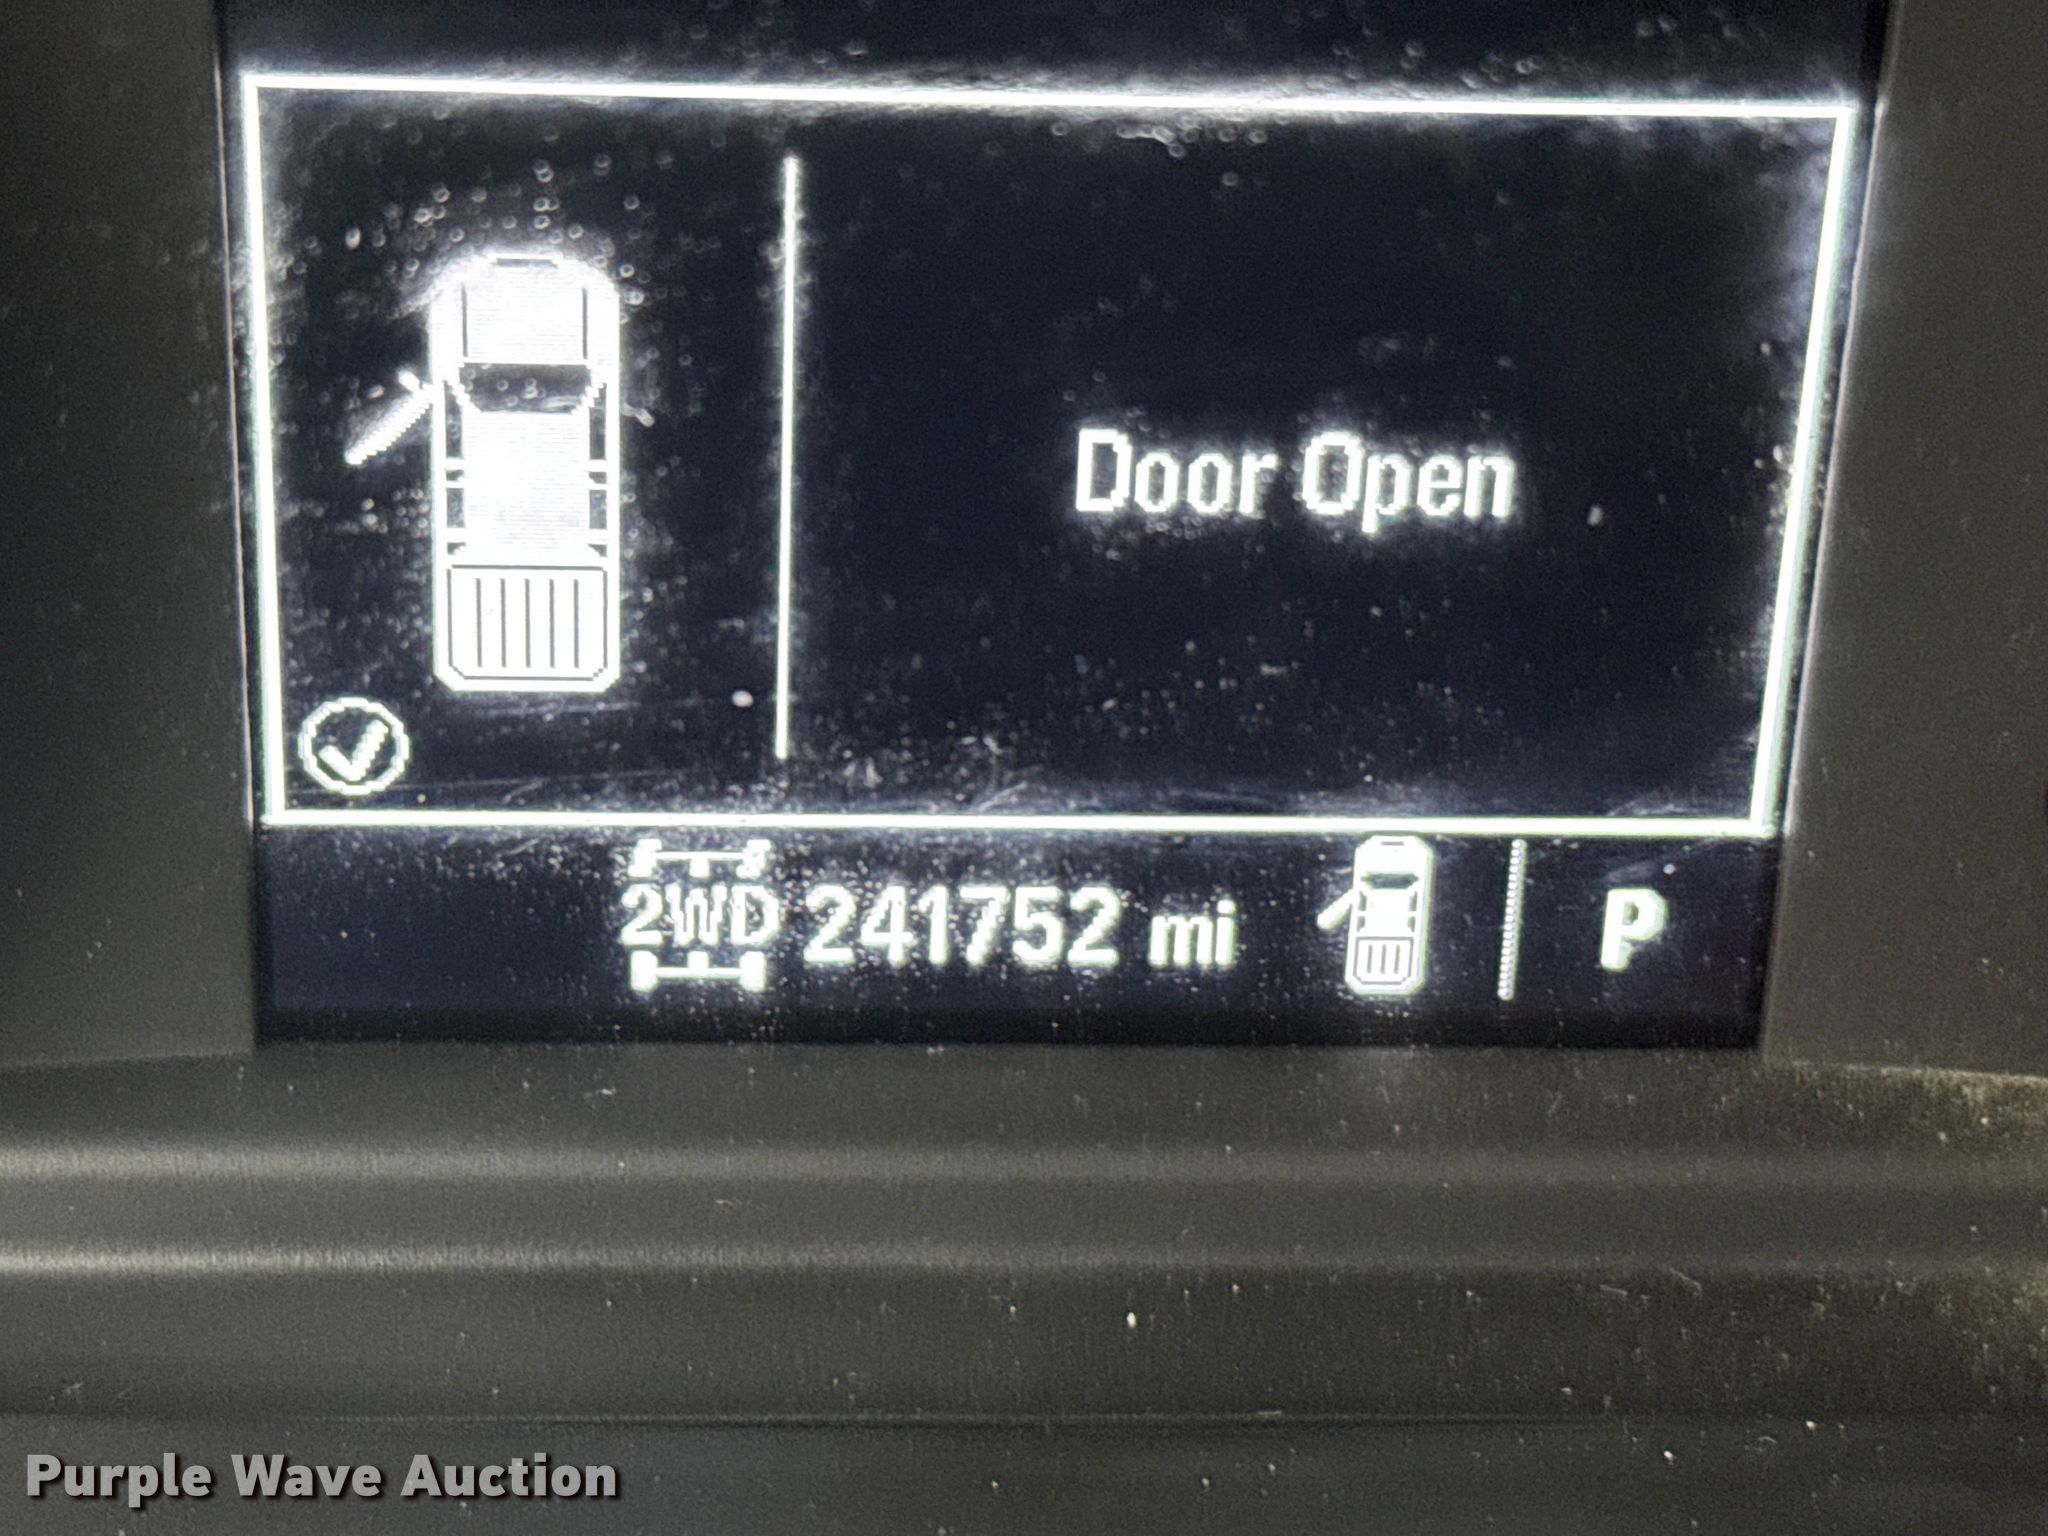 Door Open
2WD 241752 mi P
Purple Wave Auction